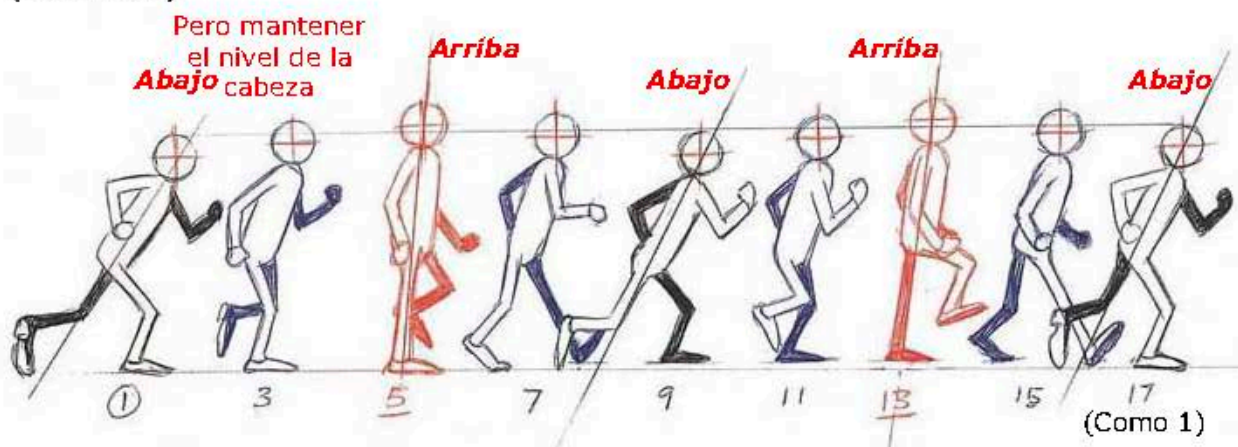 Pero mantener
el nivel de la
cabeza
Abajo
Arriba
Abajo
Arriba
Abajo
1 3 5 7 9 11 13 15 17
(Como 1)